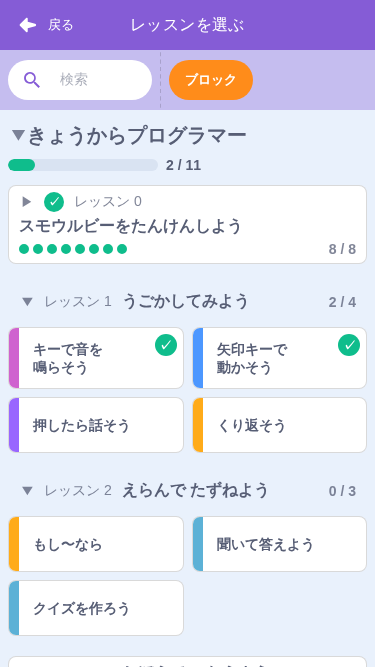 戻る
レッスンを選ぶ
検索
ブロック
きょうからプログラマー
2 / 11
レッスン 0
スモウルビーをたんけんしよう
8 / 8
レッスン 1 うごかしてみよう 2 / 4
キーで音を
鳴らそう
矢印キーで
動かそう
押したら話そう
くり返そう
レッスン 2 えらんで たずねよう 0 / 3
もし〜なら
聞いて答えよう
クイズを作ろう